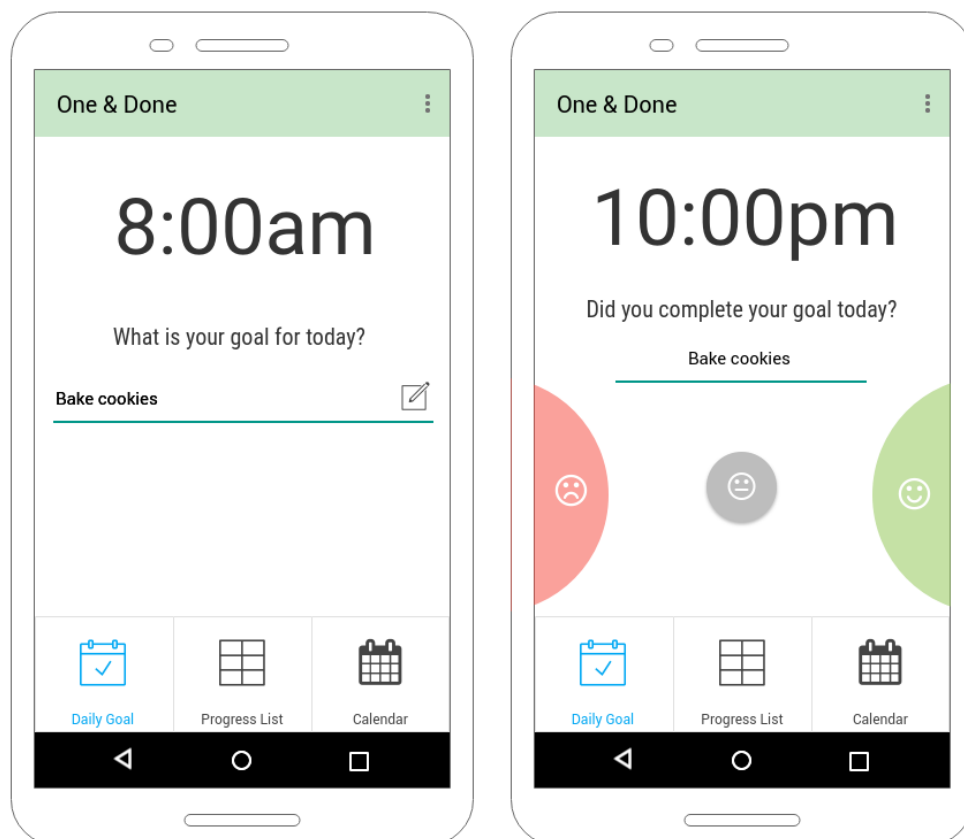 One & Done
8:00am
What is your goal for today?
Bake cookies
Daily Goal
Progress List
Calendar
One & Done
10:00pm
Did you complete your goal today?
Bake cookies
Daily Goal
Progress List
Calendar